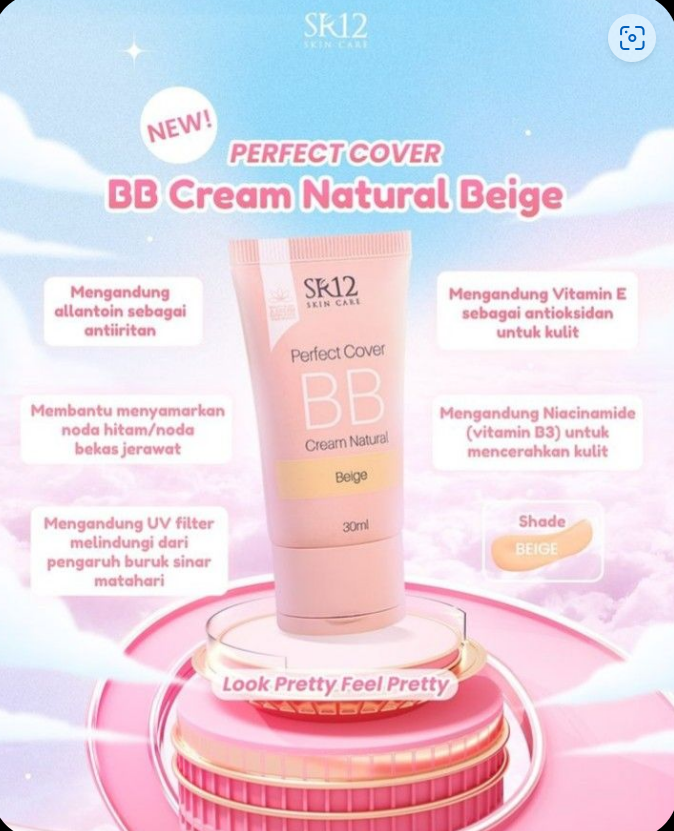 SR12
SKIN CARE
NEW!
PERFECT COVER
BB Cream Natural Beige
Mengandung
allantoin sebagai
antiiritan
Membantu menyamarkan
noda hitam/noda
bekas jerawat
Mengandung UV filter
melindungi dari
pengaruh buruk sinar
matahari
SR12
SKIN CARE
Perfect Cover
BB
Cream Natural
Beige
30ml
Mengandung Vitamin E
sebagai antioksidan
untuk kulit
Mengandung Niacinamide
(vitamin B3) untuk
mencerahkan kulit
Shade
BEIGE
Look Pretty Feel Pretty